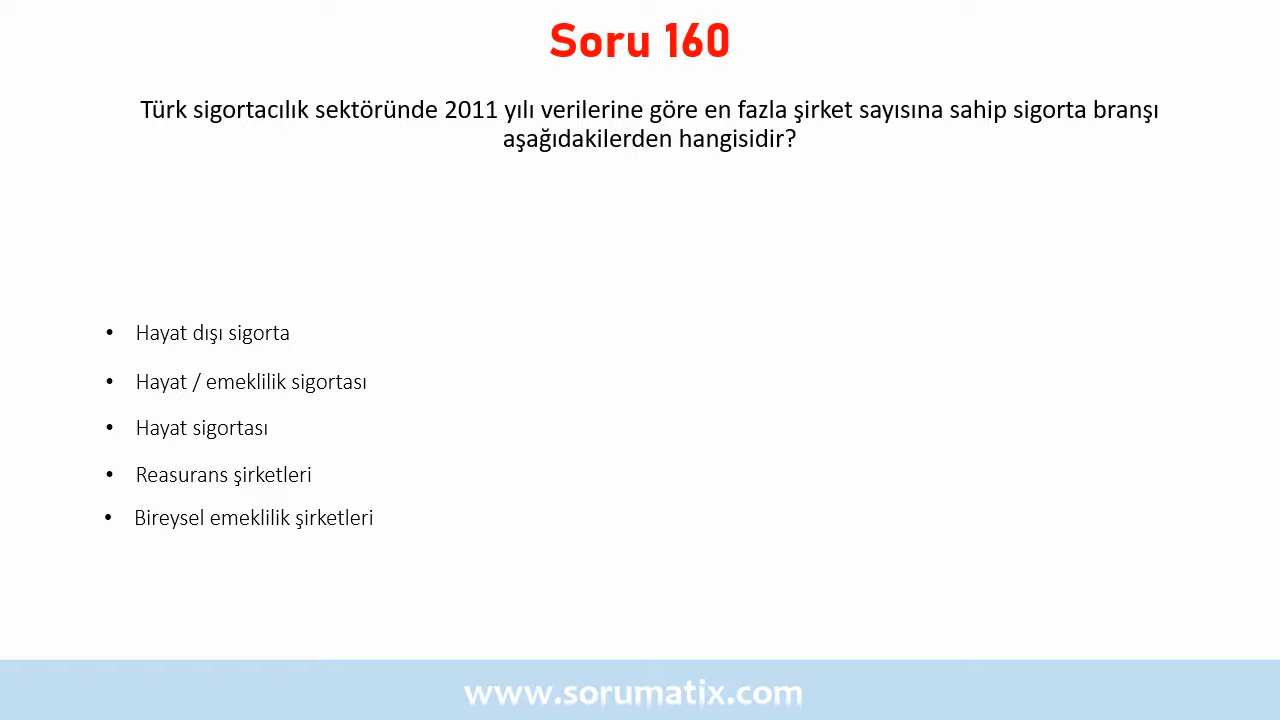 Soru 160
Türk sigortacılık sektöründe 2011 yılı verilerine göre en fazla şirket sayısına sahip sigorta branşı
aşağıdakilerden hangisidir?
• Hayat dışı sigorta
• Hayat / emeklilik sigortası
• Hayat sigortası
• Reasurans şirketleri
• Bireysel emeklilik şirketleri
www.sorumatix.com